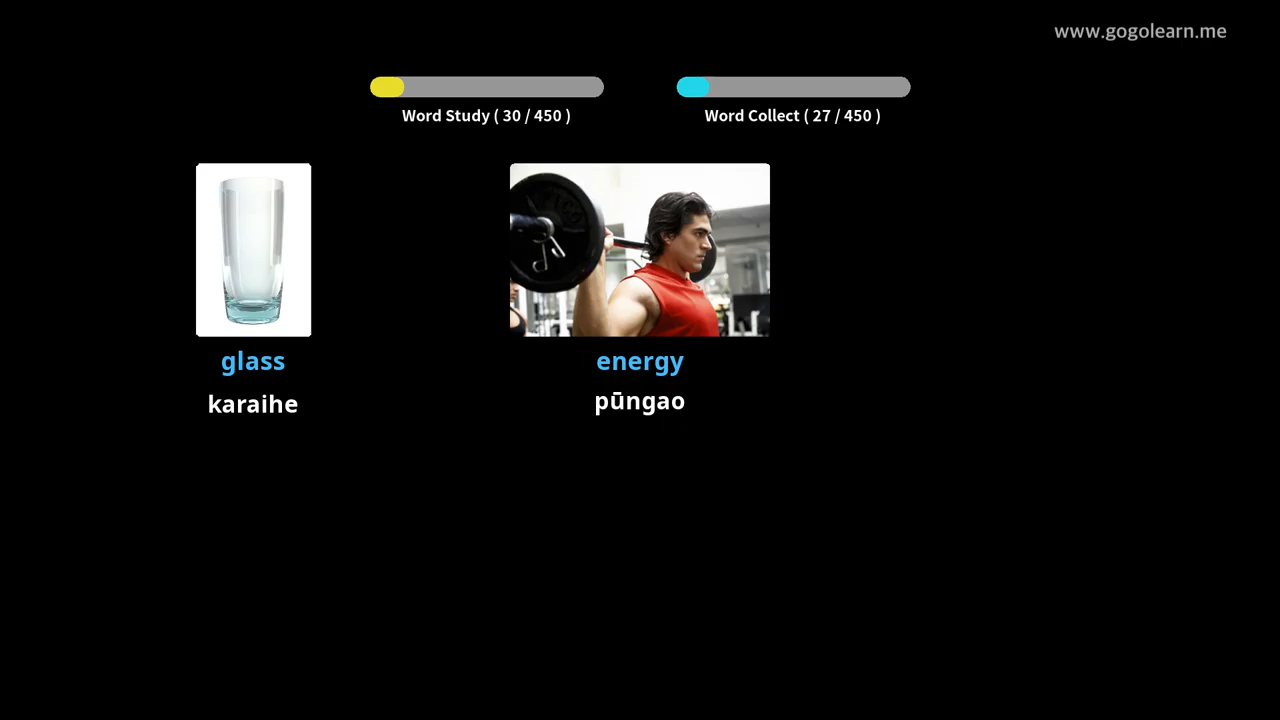 www.gogolearn.me
Word Study ( 30 / 450 )
Word Collect ( 27 / 450 )
glass
karaihe
energy
pūngao